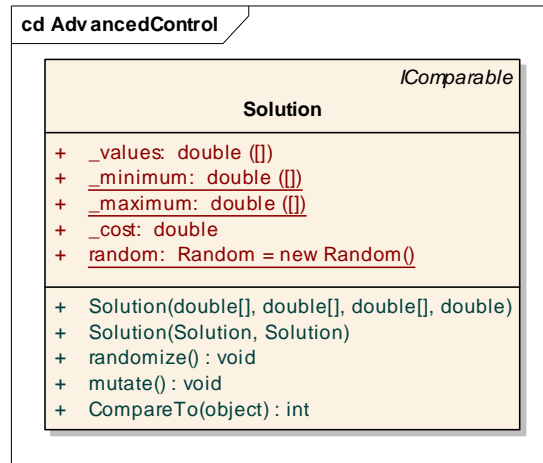 cd AdvancedControl
IComparable
Solution
+ _values: double ([])
+ _minimum: double ([])
+ _maximum: double ([])
+ _cost: double
+ random: Random = new Random()
+ Solution(double[], double[], double[], double)
+ Solution(Solution, Solution)
+ randomize() : void
+ mutate() : void
+ CompareTo(object) : int